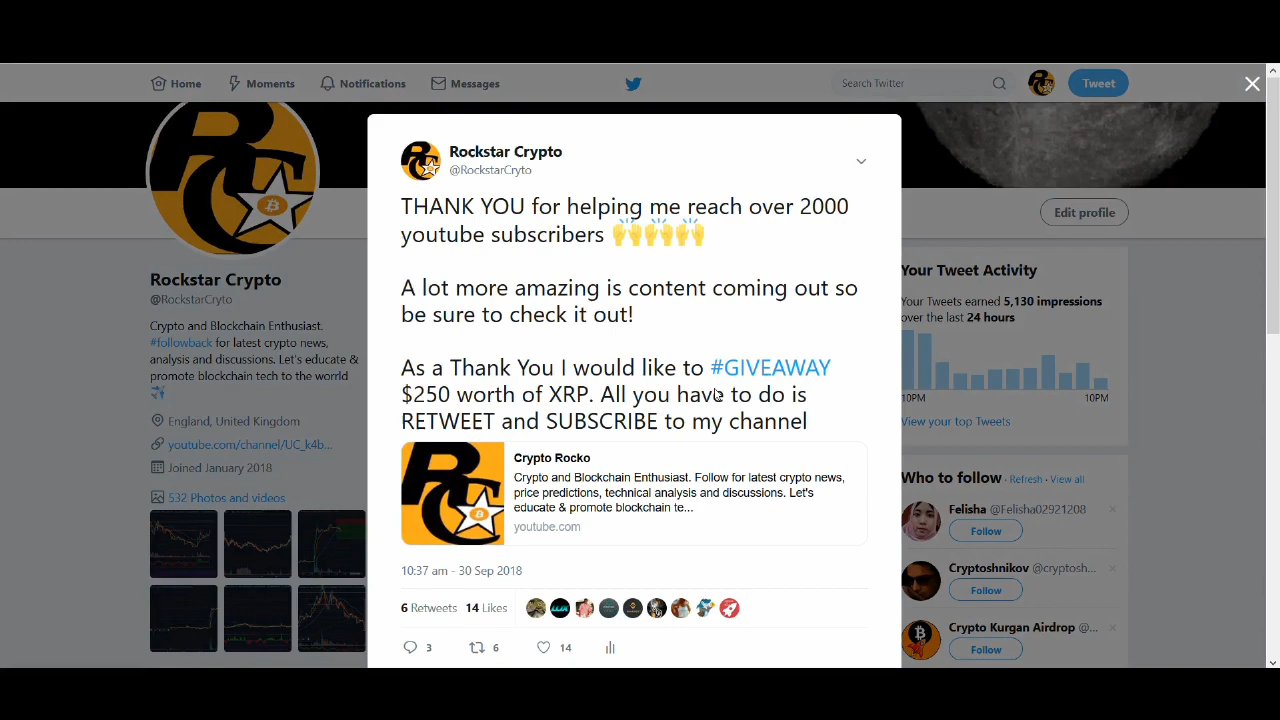 Home
Moments
Notifications
Messages
Search Twitter
Tweet
Rockstar Crypto
@RockstarCryto
Crypto and Blockchain Enthusiast.
#followback for latest crypto news,
analysis and discussions. Let's educate &
promote blockchain tech to the worrld
England, United Kingdom
youtube.com/channel/UC_k4b...
Joined January 2018
532 Photos and videos
Rockstar Crypto
@RockstarCryto
THANK YOU for helping me reach over 2000
youtube subscribers 🙌🙌🙌
A lot more amazing is content coming out so
be sure to check it out!
As a Thank You I would like to #GIVEAWAY
$250 worth of XRP. All you have to do is
RETWEET and SUBSCRIBE to my channel
Crypto Rocko
Crypto and Blockchain Enthusiast. Follow for latest crypto news,
price predictions, technical analysis and discussions. Let's
educate & promote blockchain te...
youtube.com
10:37 am - 30 Sep 2018
6 Retweets 14 Likes
3 6 14
Edit profile
Your Tweet Activity
Your Tweets earned 5,130 impressions
over the last 24 hours
10PM 10PM
View your top Tweets
Who to follow · Refresh · View all
Felisha @Felisha02921208
Follow
Cryptoshnikov @cryptosh...
Follow
Crypto Kurgan Airdrop @...
Follow